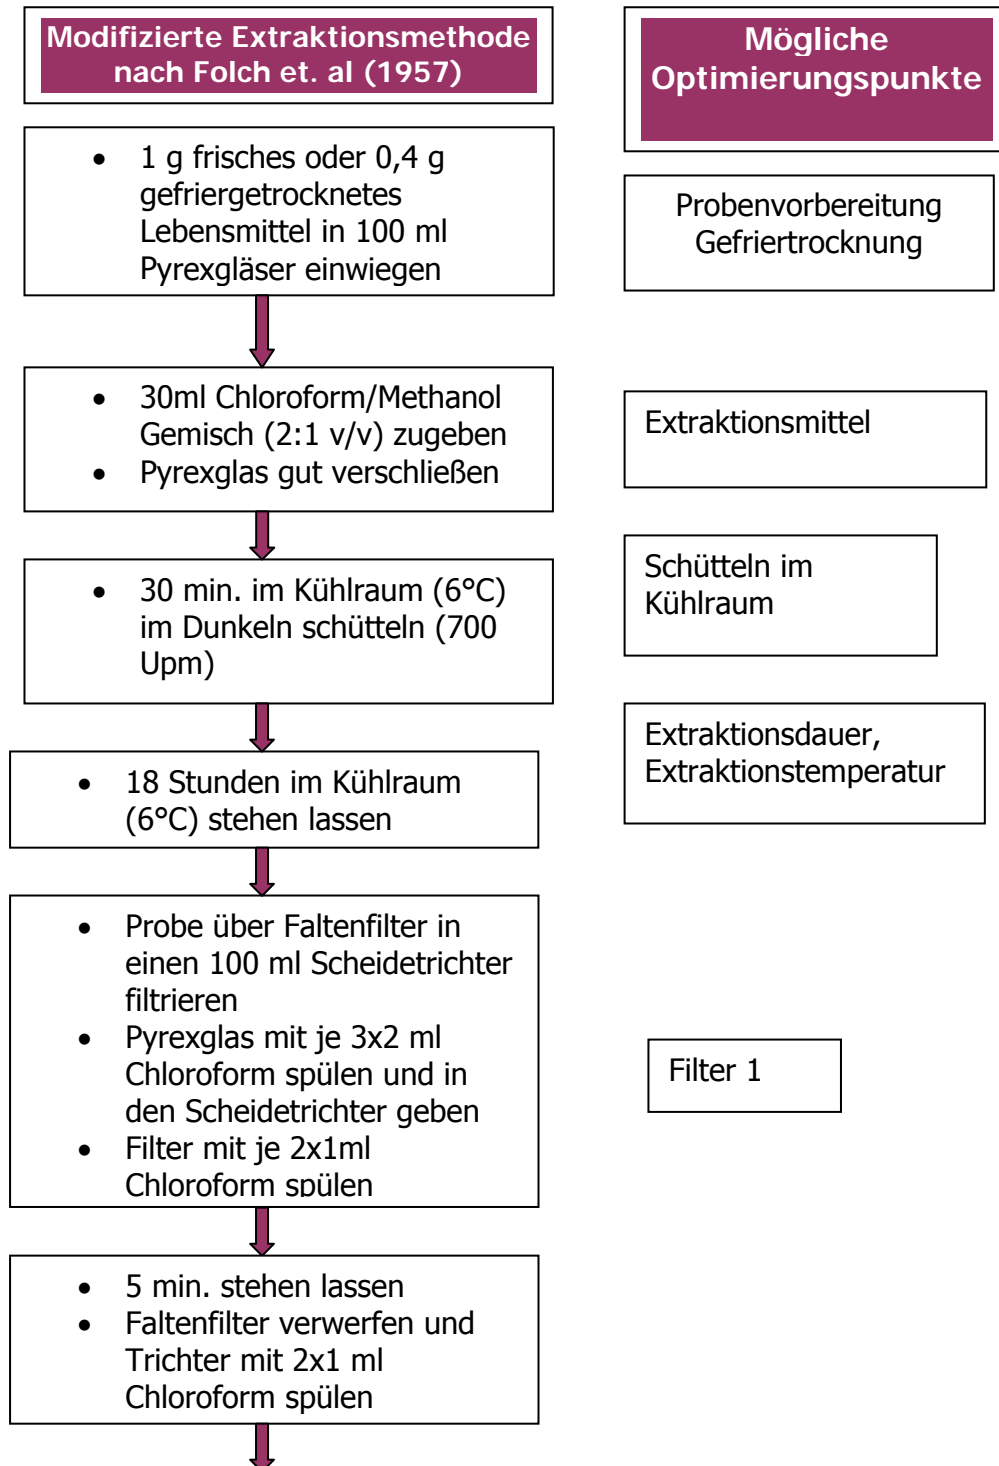 Modifizierte Extraktionsmethode
nach Folch et. al (1957)
Mögliche
Optimierungspunkte
• 1 g frisches oder 0,4 g
gefriergetrocknetes
Lebensmittel in 100 ml
Pyrexgläser einwiegen
Probenvorbereitung
Gefriertrocknung
• 30ml Chloroform/Methanol
Gemisch (2:1 v/v) zugeben
• Pyrexglas gut verschließen
Extraktionsmittel
• 30 min. im Kühlraum (6°C)
im Dunkeln schütteln (700
Upm)
Schütteln im
Kühlraum
• 18 Stunden im Kühlraum
(6°C) stehen lassen
Extraktionsdauer,
Extraktionstemperatur
• Probe über Faltenfilter in
einen 100 ml Scheidetrichter
filtrieren
• Pyrexglas mit je 3x2 ml
Chloroform spülen und in
den Scheidetrichter geben
• Filter mit je 2x1ml
Chloroform spülen
Filter 1
• 5 min. stehen lassen
• Faltenfilter verwerfen und
Trichter mit 2x1 ml
Chloroform spülen